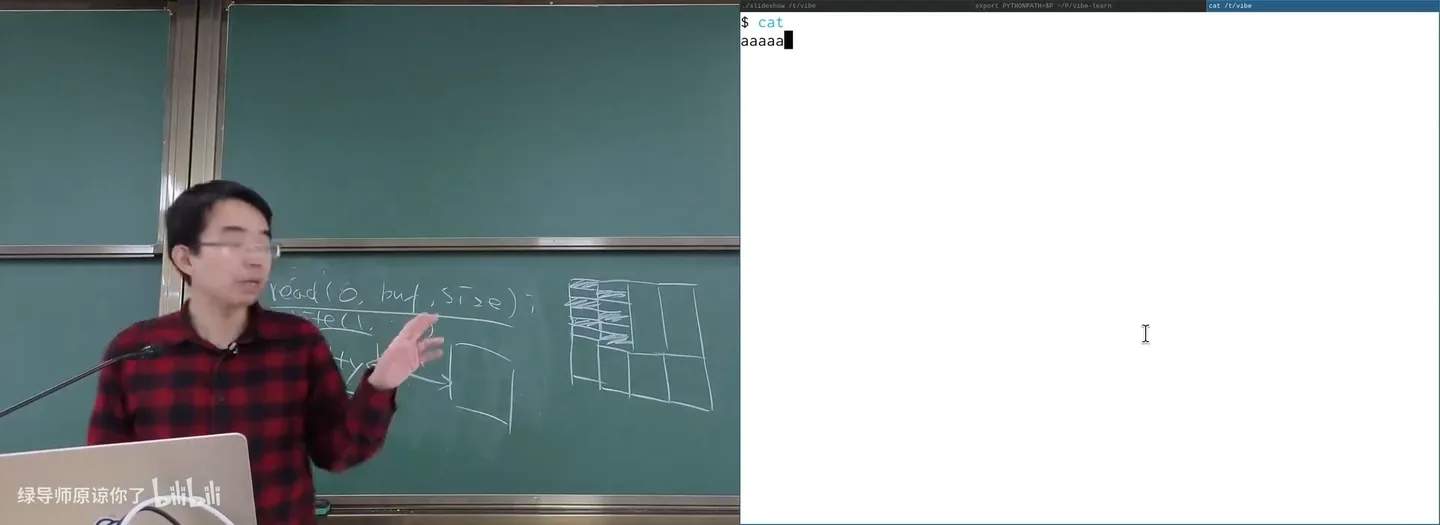 ./slideshow /t/vibe
export PYTHONPATH=$P ~/P/vibe-learn
cat /t/vibe
$ cat
aaaaa
read(0, buf, size);
(1,
绿导师原谅你了 bilibili